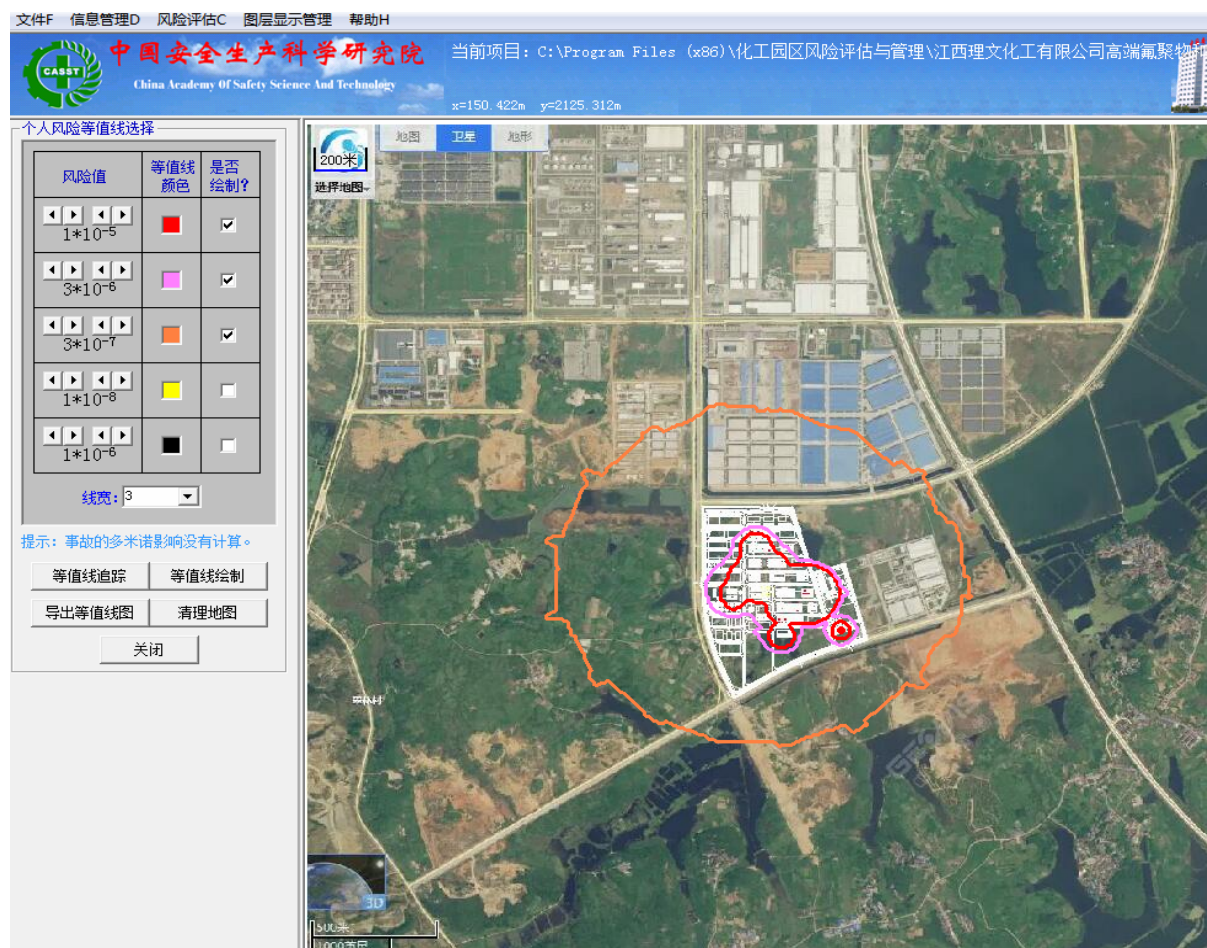 文件F 信息管理D 风险评估C 图层显示管理 帮助H
中国安全生产科学研究院
China Academy Of Safety Science And Technology
CASST
当前项目: C:\Program Files (x86)\化工园区风险评估与管理\江西理文化工有限公司高端氟聚物和
x=150.422m y=2125.312m
个人风险等值线选择
风险值 等值线颜色 是否绘制?
1*10-5
3*10-6
3*10-7
1*10-8
1*10-6
线宽: 3
提示: 事故的多米诺影响没有计算。
等值线追踪 等值线绘制
导出等值线图 清理地图
关闭
200米
选择地图
地图 卫星 地形
3D
500米